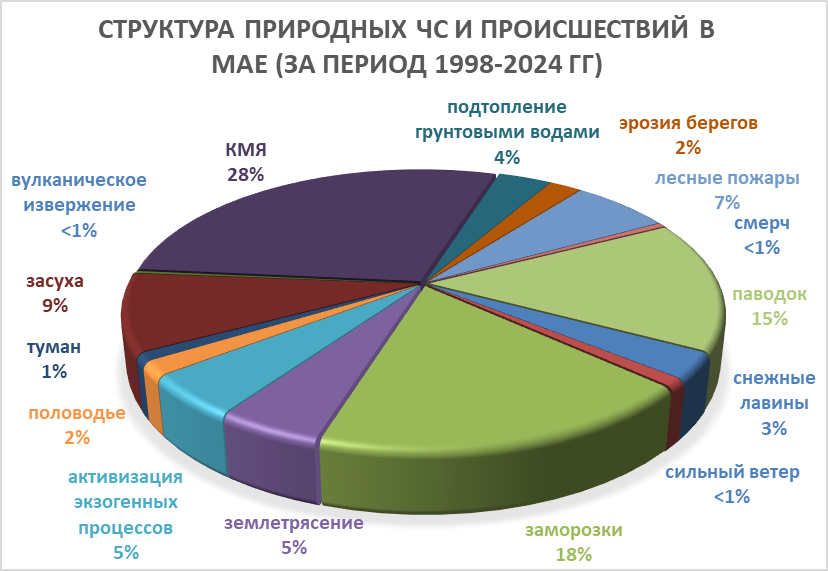 СТРУКТУРА ПРИРОДНЫХ ЧС И ПРОИСШЕСТВИЙ В
МАЕ (ЗА ПЕРИОД 1998-2024 ГГ)
подтопление
грунтовыми водами
4%
эрозия берегов
2%
лесные пожары
7%
смерч
<1%
паводок
15%
снежные
лавины
3%
сильный ветер
<1%
заморозки
18%
землетрясение
5%
активизация
экзогенных
процессов
5%
половодье
2%
туман
1%
засуха
9%
вулканическое
извержение
<1%
КМЯ
28%